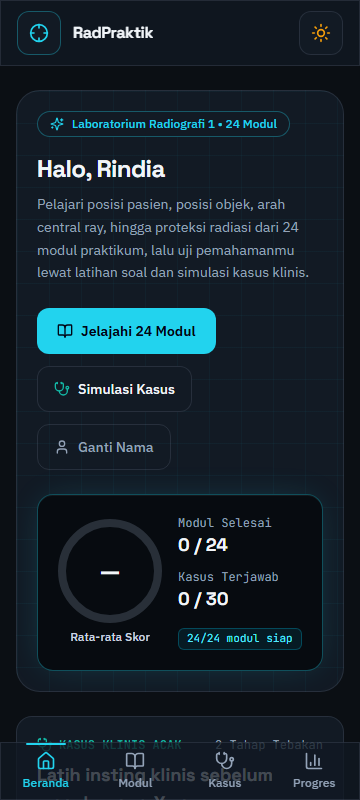 RadPraktik
Laboratorium Radiografi 1 • 24 Modul
Halo, Rindia
Pelajari posisi pasien, posisi objek, arah
central ray, hingga proteksi radiasi dari 24
modul praktikum, lalu uji pemahamanmu
lewat latihan soal dan simulasi kasus klinis.
Jelajahi 24 Modul
Simulasi Kasus
Ganti Nama
—
Rata-rata Skor
Modul Selesai
0 / 24
Kasus Terjawab
0 / 30
24/24 modul siap
KASUS KLINIS ACAK
2 Tahap Tebakan
Latih insting klinis sebelum
Beranda
Modul
Kasus
Progres